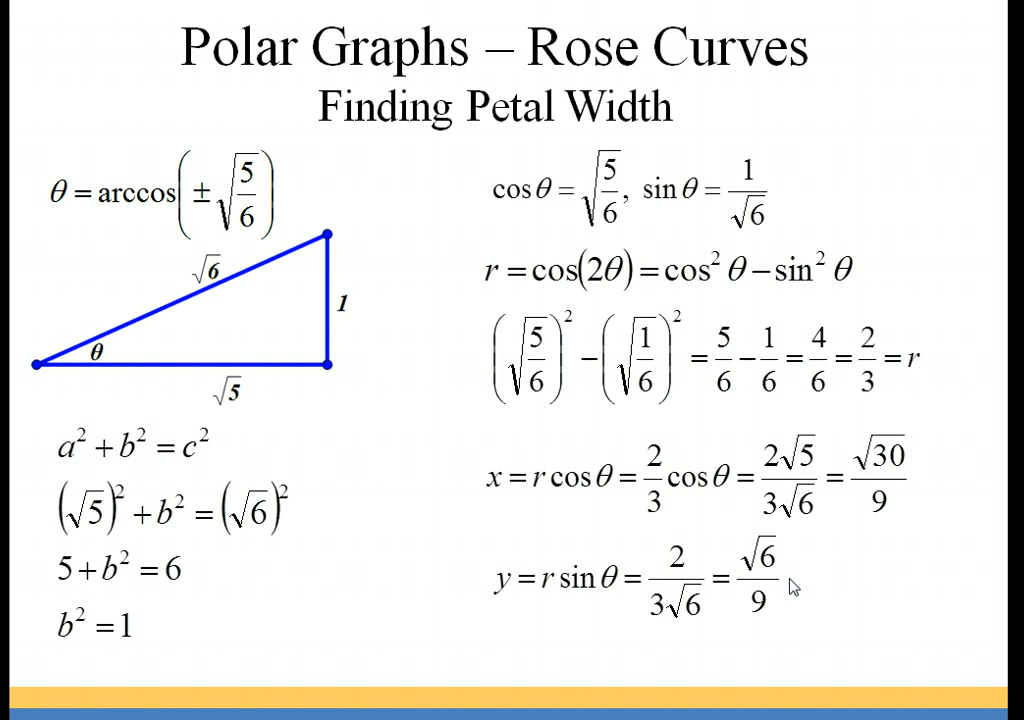 Polar Graphs – Rose Curves
Finding Petal Width
θ = arccos(±√(5/6))
√6
1
θ
√5
a² + b² = c²
(√5)² + b² = (√6)²
5 + b² = 6
b² = 1
cos θ = √(5/6), sin θ = 1/√6
r = cos(2θ) = cos² θ − sin² θ
(√(5/6))² − (√(1/6))² = 5/6 − 1/6 = 4/6 = 2/3 = r
x = r cos θ = 2/3 cos θ = 2√5/3√6 = √30/9
y = r sin θ = 2/3√6 = √6/9